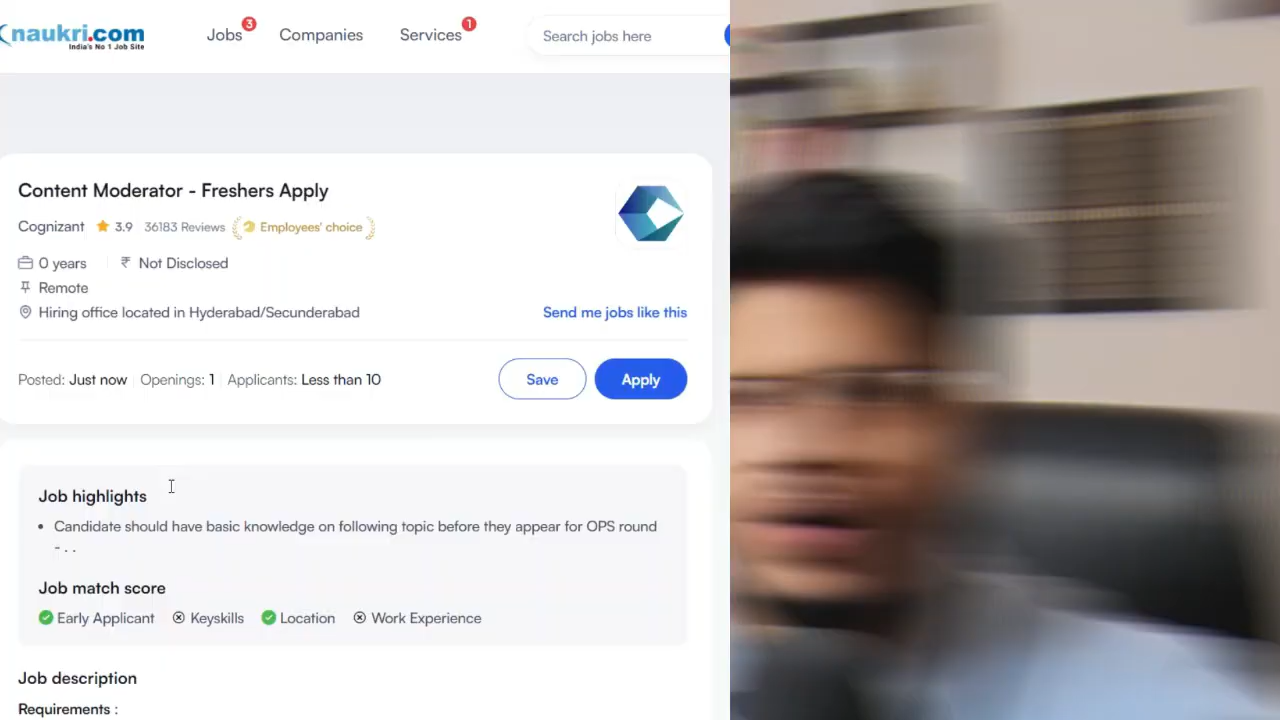 naukri.com
India's No 1 Job Site
Jobs 3 Companies Services 1 Search jobs here
Content Moderator - Freshers Apply
Cognizant 3.9 36183 Reviews Employees' choice
0 years ₹ Not Disclosed
Remote
Hiring office located in Hyderabad/Secunderabad Send me jobs like this
Posted: Just now Openings: 1 Applicants: Less than 10 Save Apply
Job highlights
• Candidate should have basic knowledge on following topic before they appear for OPS round
- . .
Job match score
Early Applicant Keyskills Location Work Experience
Job description
Requirements :